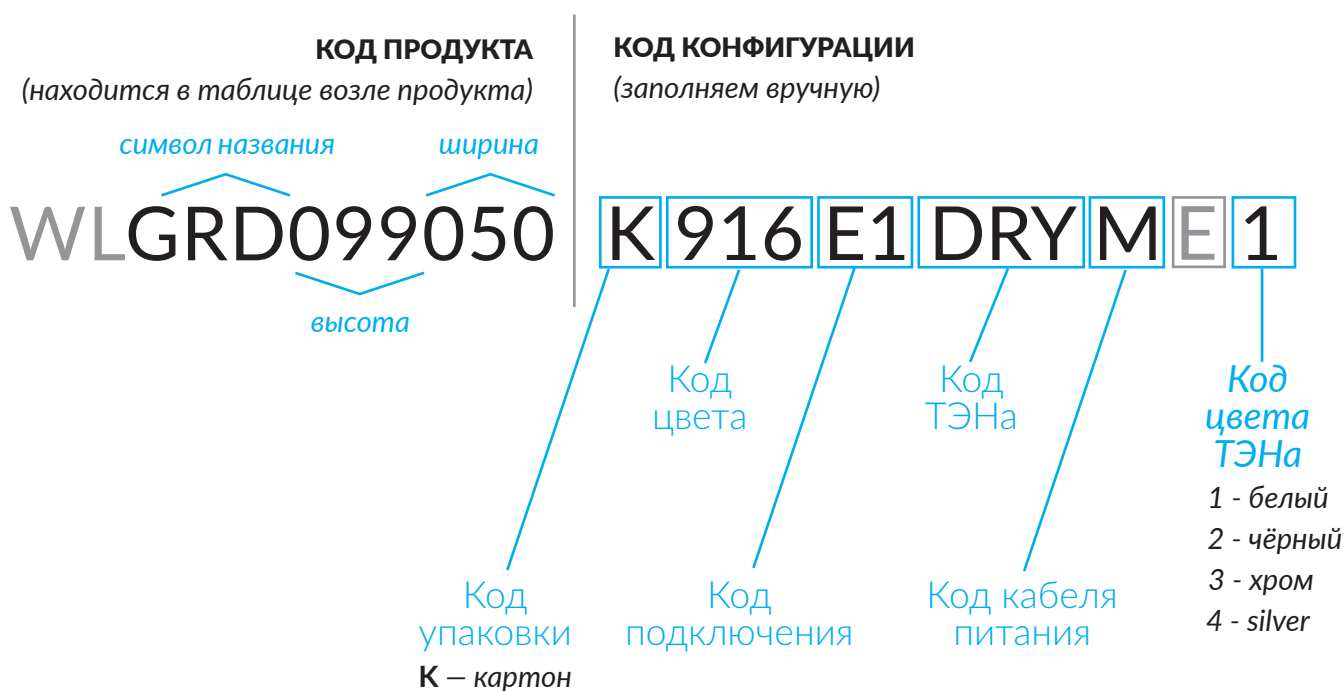 КОД ПРОДУКТА
(находится в таблице возле продукта)
КОД КОНФИГУРАЦИИ
(заполняем вручную)
символ названия
ширина
WLGRD099050 K 916 E1 DRY M E 1
высота
Код
цвета
Код
ТЭНа
Код
цвета
ТЭНа
1 - белый
2 - чёрный
3 - хром
4 - silver
Код
упаковки
K – картон
Код
подключения
Код кабеля
питания